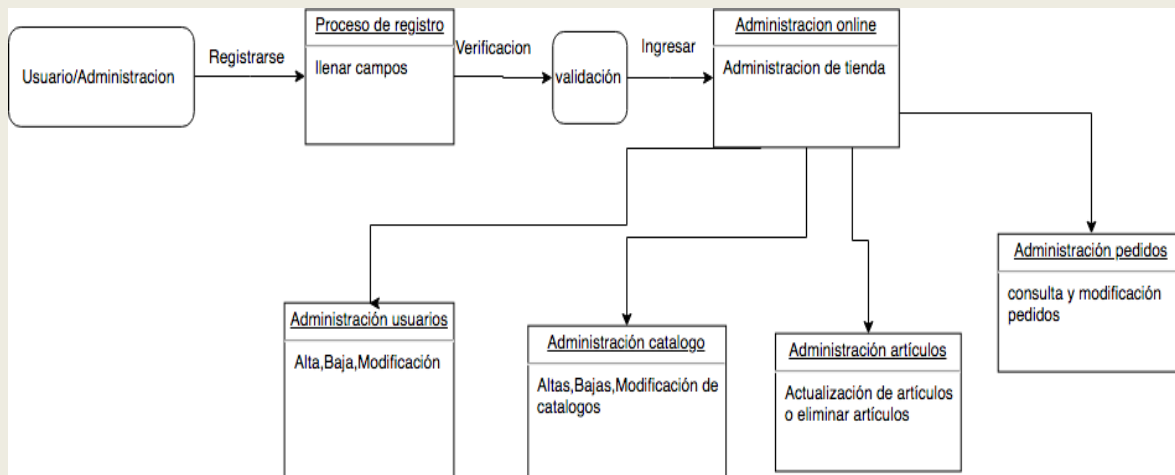 Usuario/Administracion
Registrarse
Proceso de registro
llenar campos
Verificacion
validación
Ingresar
Administracion online
Administracion de tienda
Administración usuarios
Alta,Baja,Modificación
Administración catalogo
Altas,Bajas,Modificación de
catalogos
Administración artículos
Actualización de artículos
o eliminar artículos
Administración pedidos
consulta y modificación
pedidos